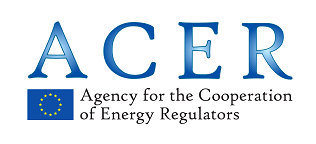 ACER
Agency for the Cooperation
of Energy Regulators